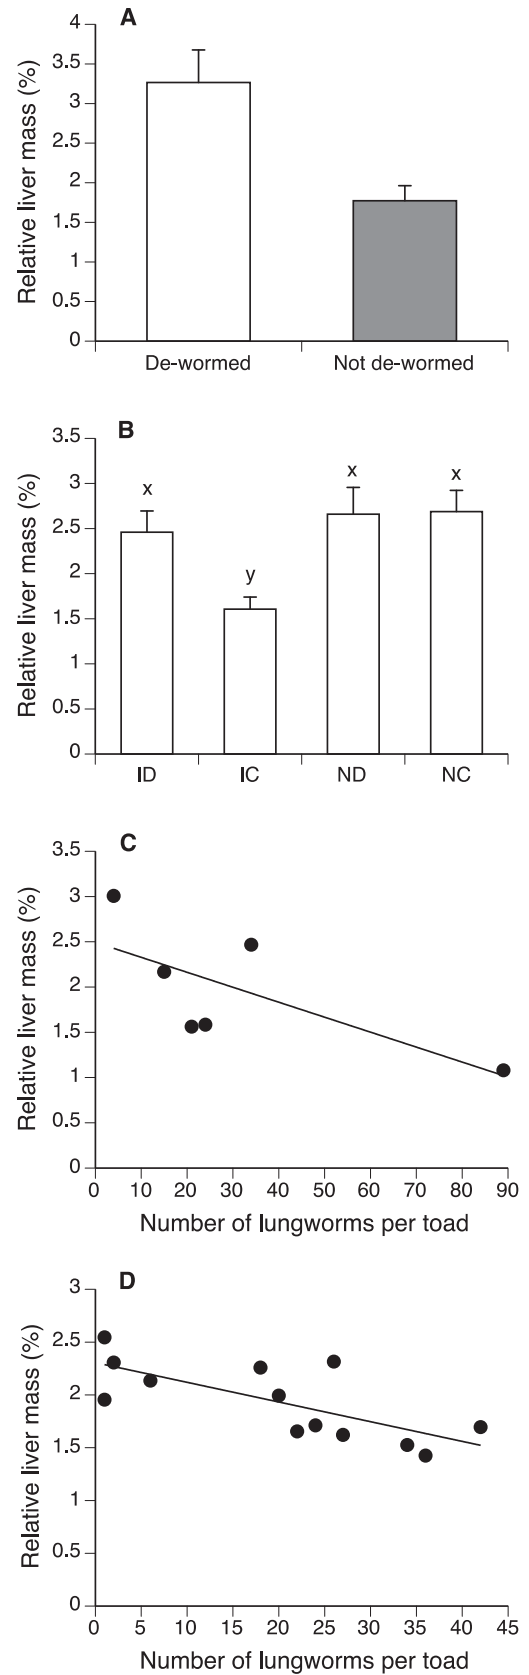 A
Relative liver mass (%)
4
3.5
3
2.5
2
1.5
1
0.5
0
De-wormed Not de-wormed
B
Relative liver mass (%)
3.5
3
2.5
2
1.5
1
0.5
0
x y x x
ID IC ND NC
C
Relative liver mass (%)
3.5
3
2.5
2
1.5
1
0.5
0
0 10 20 30 40 50 60 70 80 90
Number of lungworms per toad
D
Relative liver mass (%)
3
2.5
2
1.5
1
0.5
0
0 5 10 15 20 25 30 35 40 45
Number of lungworms per toad